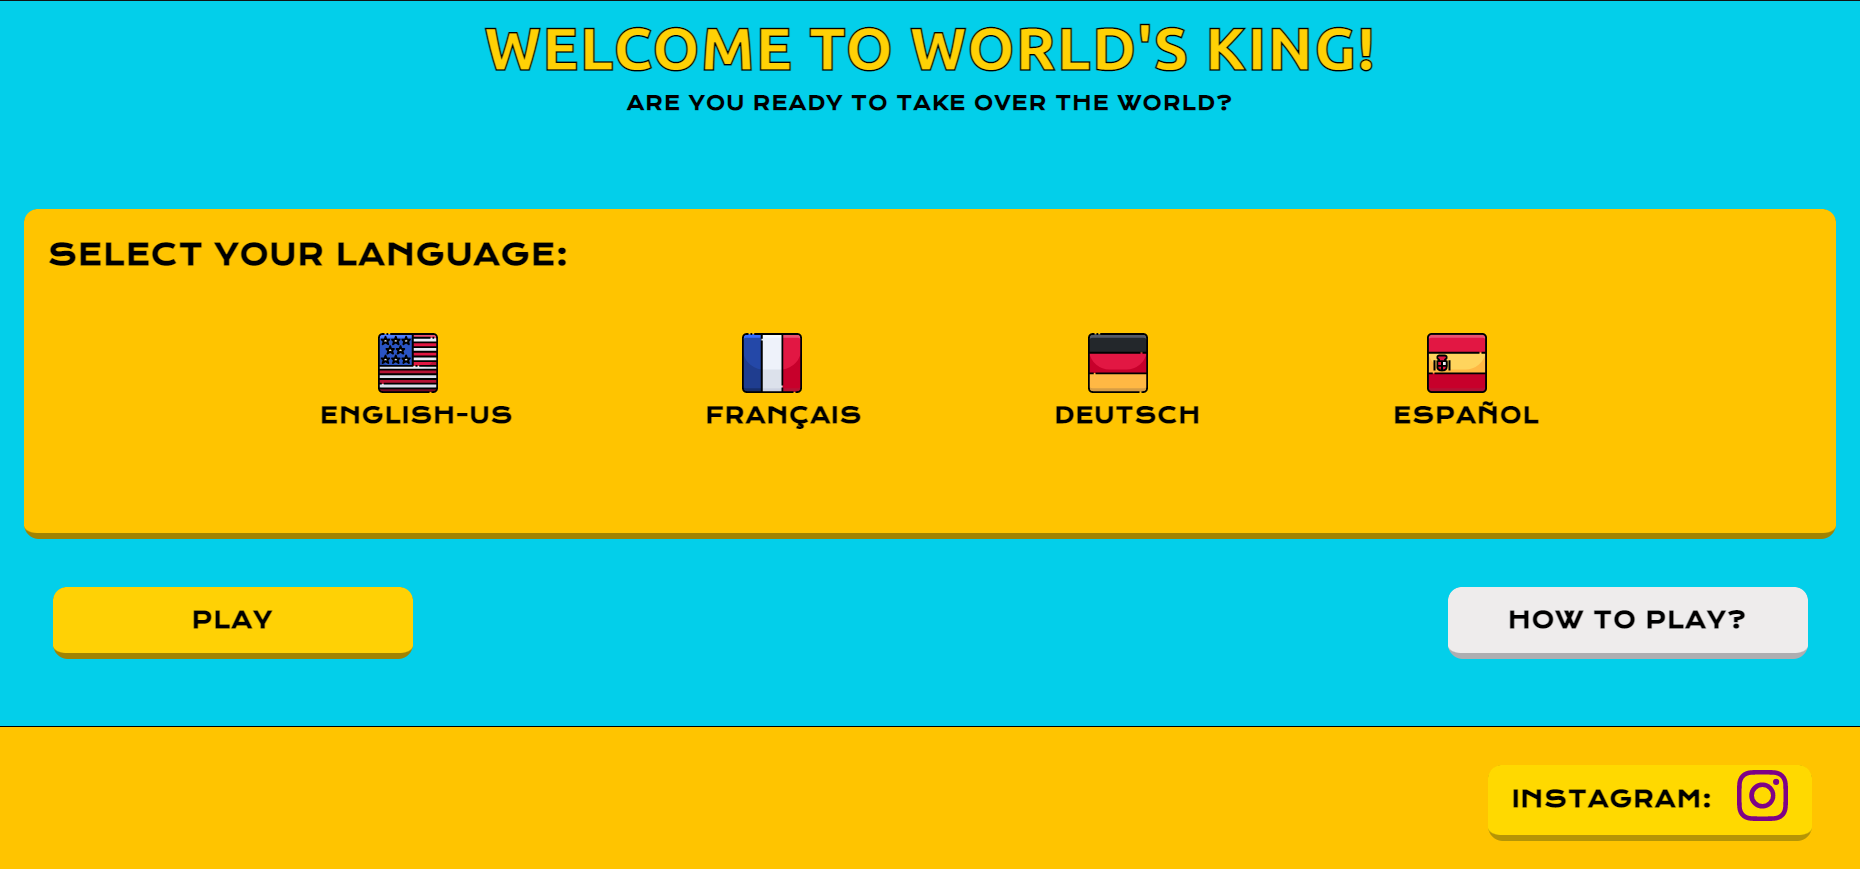 WELCOME TO WORLD'S KING!
ARE YOU READY TO TAKE OVER THE WORLD?
SELECT YOUR LANGUAGE:
ENGLISH-US
FRANÇAIS
DEUTSCH
ESPAÑOL
PLAY
HOW TO PLAY?
INSTAGRAM: